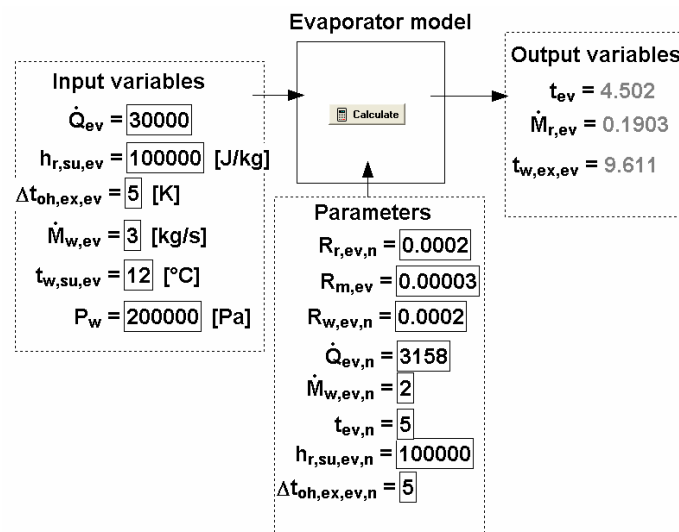 Evaporator model
Input variables
Q̇ev = 30000
hr,su,ev = 100000 [J/kg]
Δtoh,ex,ev = 5 [K]
Ṁw,ev = 3 [kg/s]
tw,su,ev = 12 [°C]
Pw = 200000 [Pa]
Calculate
Output variables
tev = 4.502
Ṁr,ev = 0.1903
tw,ex,ev = 9.611
Parameters
Rr,ev,n = 0.0002
Rm,ev = 0.00003
Rw,ev,n = 0.0002
Q̇ev,n = 3158
Ṁw,ev,n = 2
tev,n = 5
hr,su,ev,n = 100000
Δtoh,ex,ev,n = 5